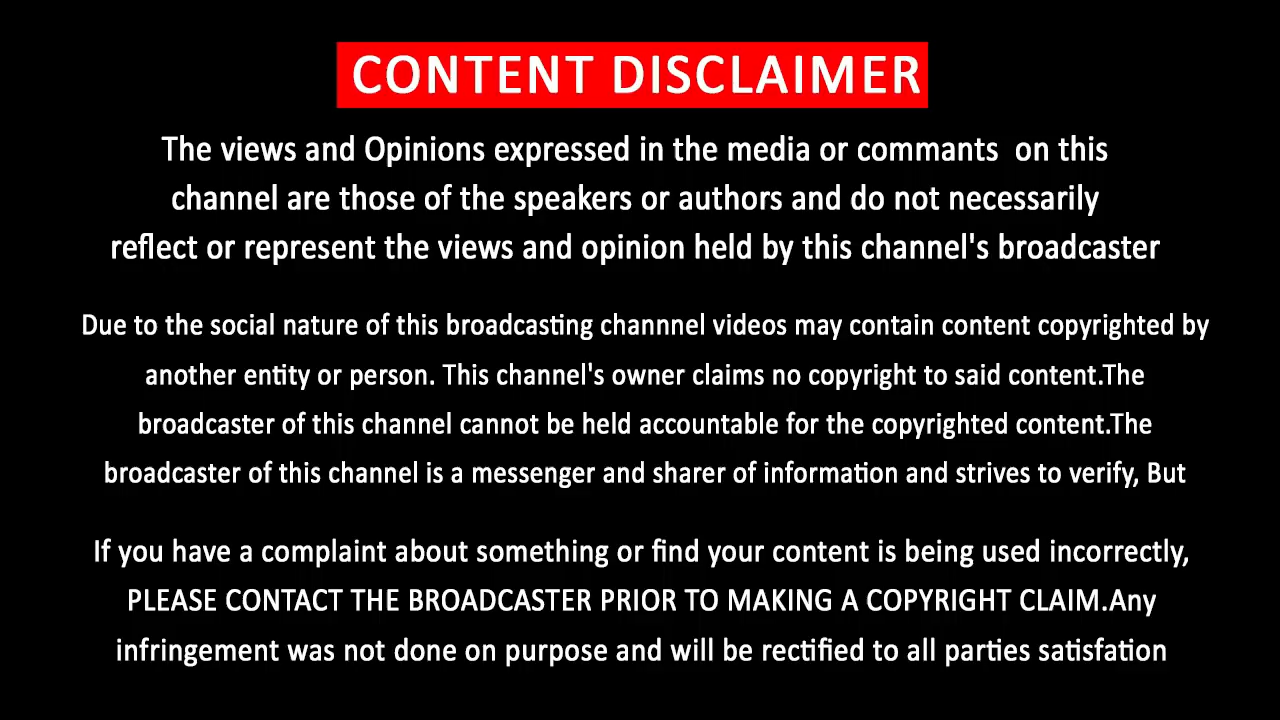 CONTENT DISCLAIMER
The views and Opinions expressed in the media or commants on this
channel are those of the speakers or authors and do not necessarily
reflect or represent the views and opinion held by this channel's broadcaster
Due to the social nature of this broadcasting channnel videos may contain content copyrighted by
another entity or person. This channel's owner claims no copyright to said content.The
broadcaster of this channel cannot be held accountable for the copyrighted content.The
broadcaster of this channel is a messenger and sharer of information and strives to verify, But
If you have a complaint about something or find your content is being used incorrectly,
PLEASE CONTACT THE BROADCASTER PRIOR TO MAKING A COPYRIGHT CLAIM.Any
infringement was not done on purpose and will be rectified to all parties satisfation